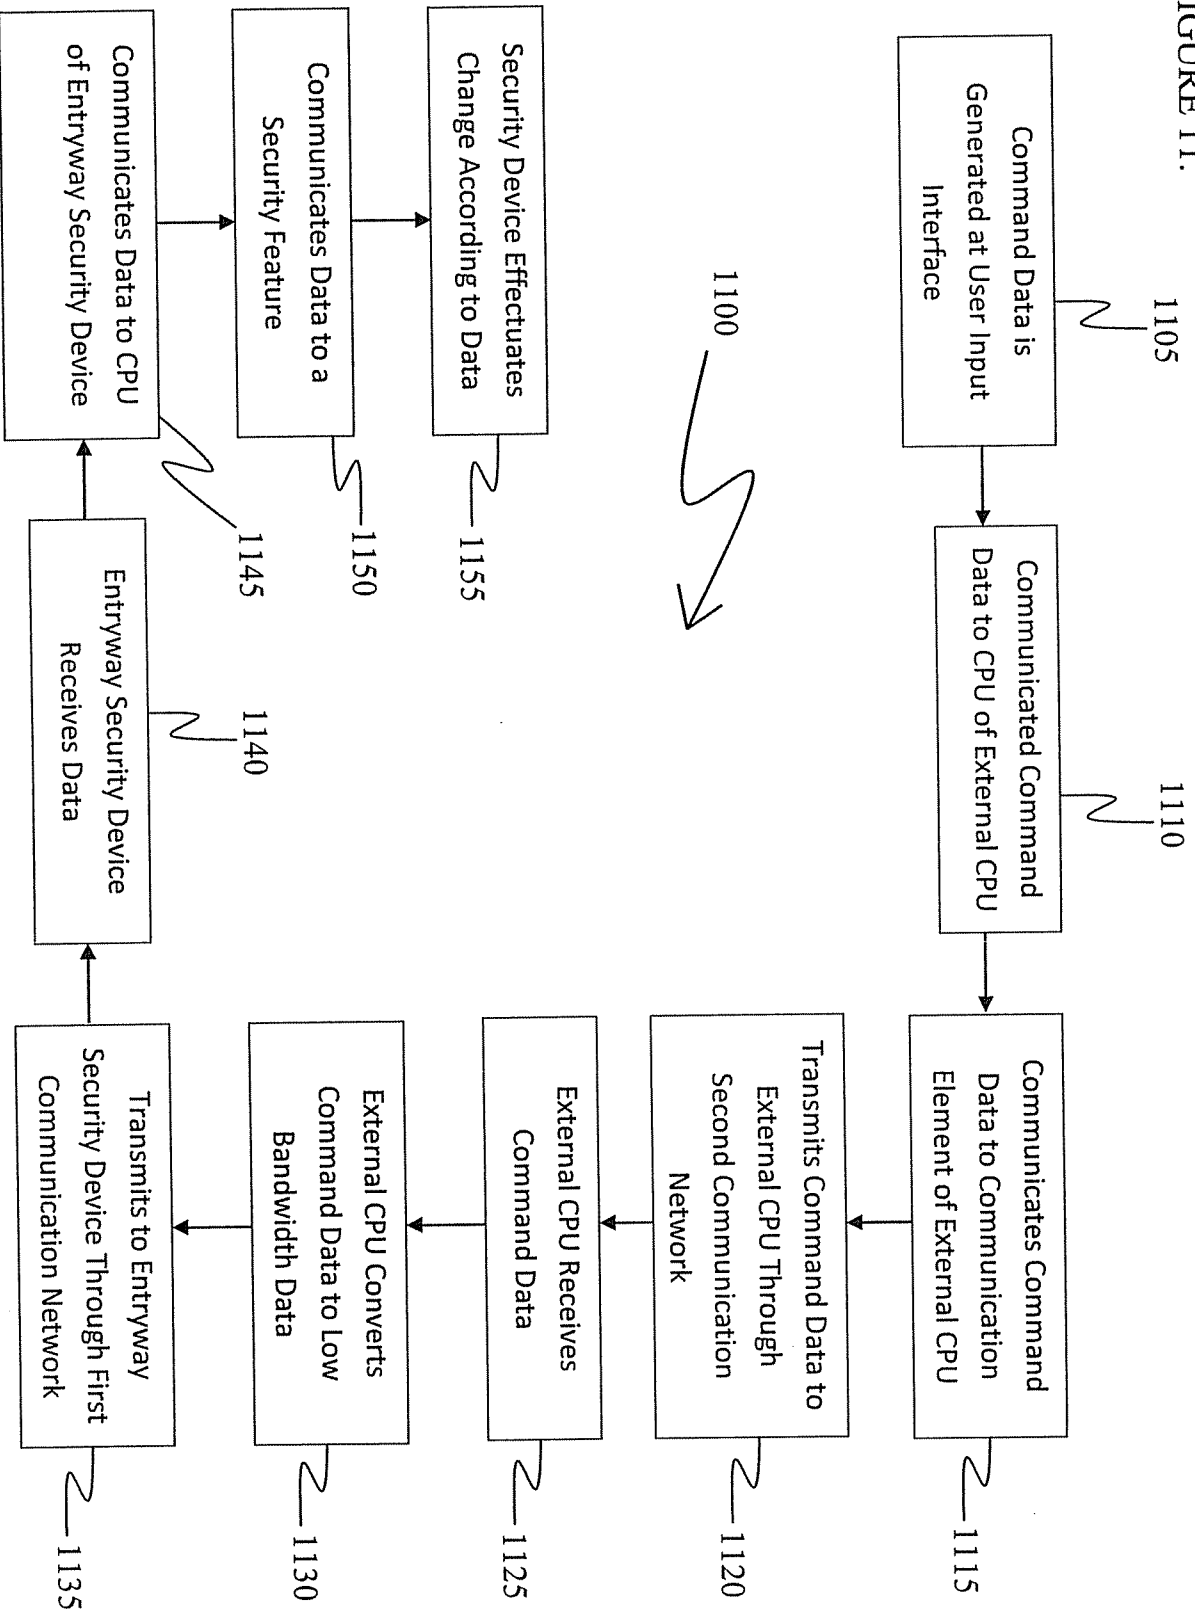 IGURE 11.
1105
Command Data is
Generated at User Input
Interface
1110
Communicated Command
Data to CPU of External CPU
1115
Communicates Command
Data to Communication
Element of External CPU
1120
Transmits Command Data to
External CPU Through
Second Communication
Network
1125
External CPU Receives
Command Data
1130
External CPU Converts
Command Data to Low
Bandwidth Data
1135
Transmits to Entryway
Security Device Through First
Communication Network
1140
Entryway Security Device
Receives Data
1145
Communicates Data to CPU
of Entryway Security Device
1150
Communicates Data to a
Security Feature
1155
Security Device Effectuates
Change According to Data
1100